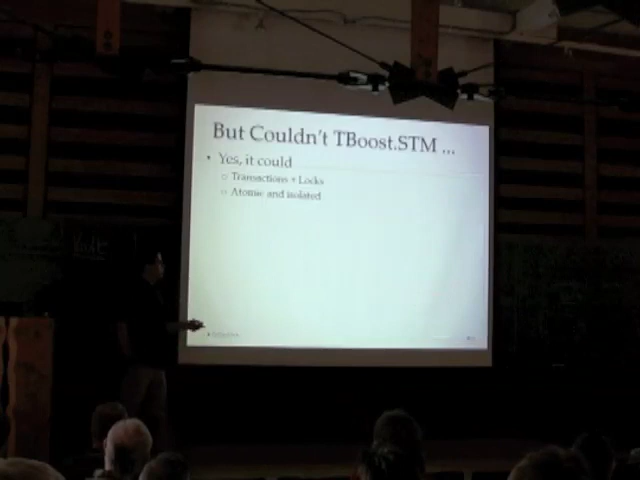 But Couldn't TBoost.STM ...
• Yes, it could
○ Transactions + Locks
○ Atomic and isolated